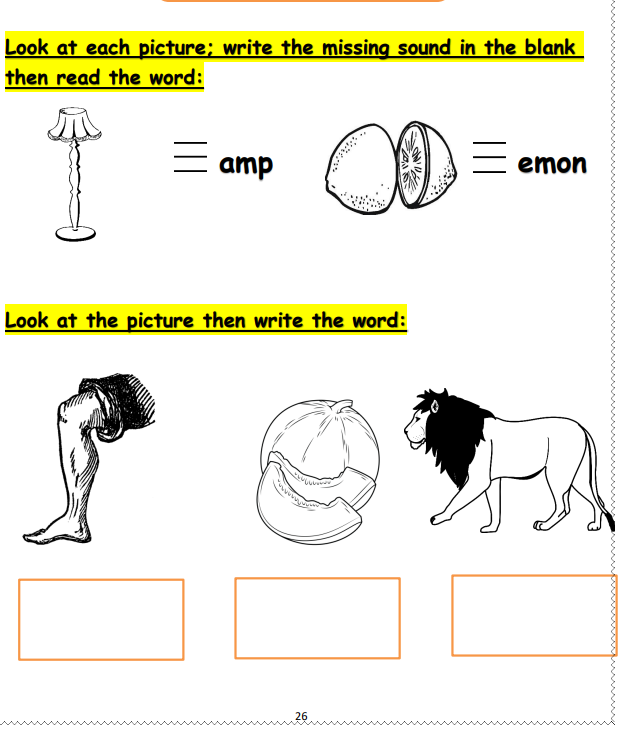 Look at each picture; write the missing sound in the blank
then read the word:
amp
emon
Look at the picture then write the word:
26